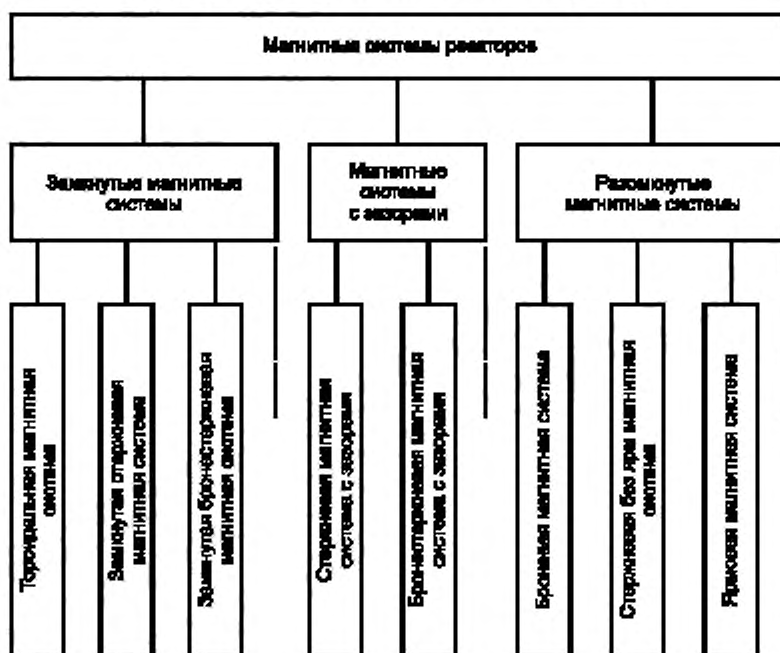 Магнитные системы реакторов
Замкнутые магнитные
системы
Магнитные
системы
с зазорами
Разомкнутые
магнитные системы
Тороидальная магнитная
система
Замкнутая стержневая
магнитная система
Замкнутая бронестержневая
магнитная система
Стержневая магнитная
система с зазорами
Бронестержневая магнитная
система с зазорами
Броневая магнитная система
Стержневая без ярм магнитная
система
Ярмовая магнитная система